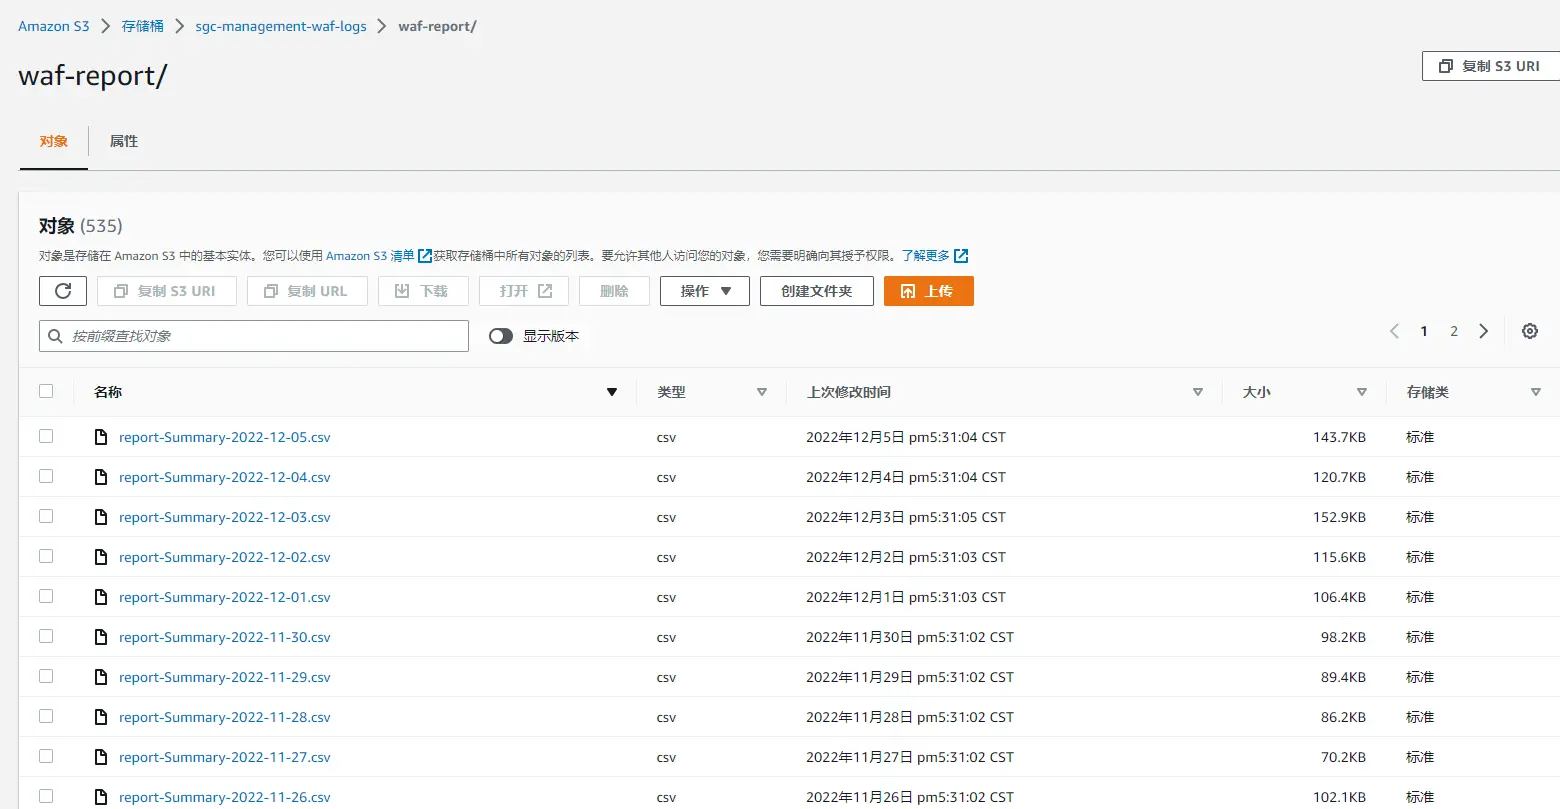 Amazon S3 > 存储桶 > sgc-management-waf-logs > waf-report/
waf-report/
复制 S3 URI
对象 属性
对象 (535)
对象是存储在 Amazon S3 中的基本实体。您可以使用 Amazon S3 清单 获取存储桶中所有对象的列表。要允许其他人访问您的对象，您需要明确向其授予权限。了解更多
复制 S3 URI 复制 URL 下载 打开 删除 操作 创建文件夹 上传
按前缀查找对象 显示版本 1 2
名称 类型 上次修改时间 大小 存储类
report-Summary-2022-12-05.csv csv 2022年12月5日 pm5:31:04 CST 143.7KB 标准
report-Summary-2022-12-04.csv csv 2022年12月4日 pm5:31:04 CST 120.7KB 标准
report-Summary-2022-12-03.csv csv 2022年12月3日 pm5:31:05 CST 152.9KB 标准
report-Summary-2022-12-02.csv csv 2022年12月2日 pm5:31:03 CST 115.6KB 标准
report-Summary-2022-12-01.csv csv 2022年12月1日 pm5:31:03 CST 106.4KB 标准
report-Summary-2022-11-30.csv csv 2022年11月30日 pm5:31:02 CST 98.2KB 标准
report-Summary-2022-11-29.csv csv 2022年11月29日 pm5:31:02 CST 89.4KB 标准
report-Summary-2022-11-28.csv csv 2022年11月28日 pm5:31:02 CST 86.2KB 标准
report-Summary-2022-11-27.csv csv 2022年11月27日 pm5:31:02 CST 70.2KB 标准
report-Summary-2022-11-26.csv csv 2022年11月26日 pm5:31:02 CST 102.1KB 标准